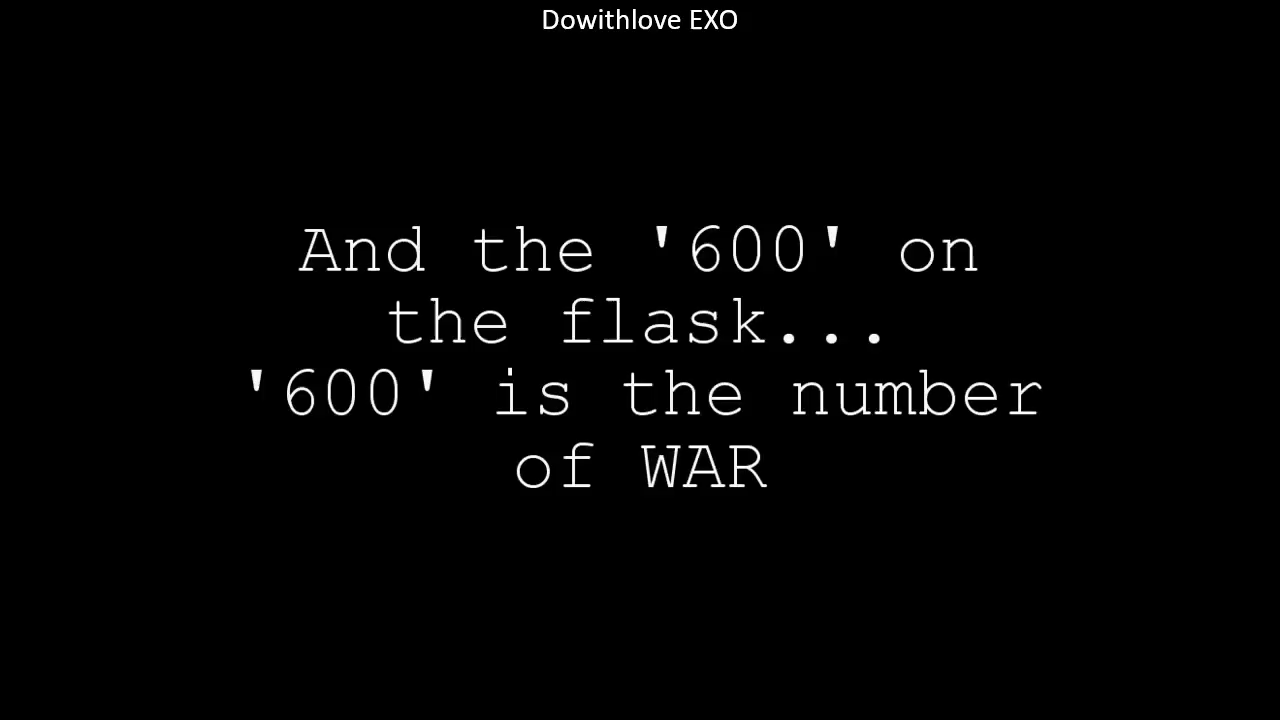 Dowithlove EXO
And the '600' on
the flask...
'600' is the number
of WAR